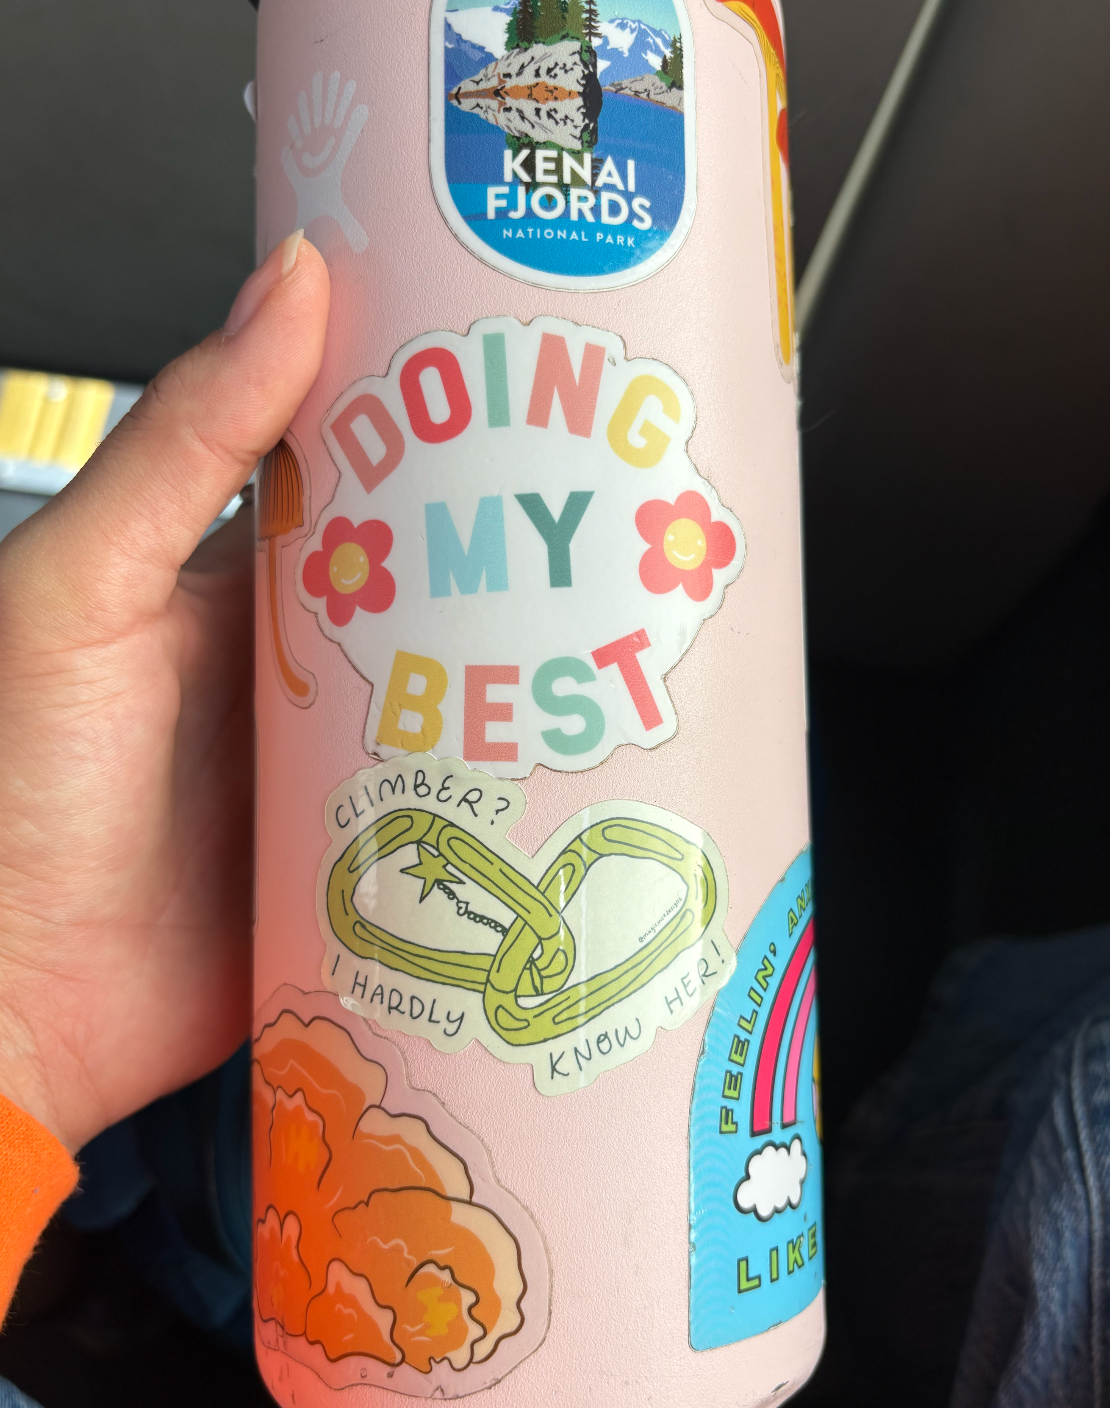 KENAI
FJORDS
NATIONAL PARK
DOING
MY
BEST
CLIMBER?
I HARDLY
KNOW HER!
FEELIN'
LIKE